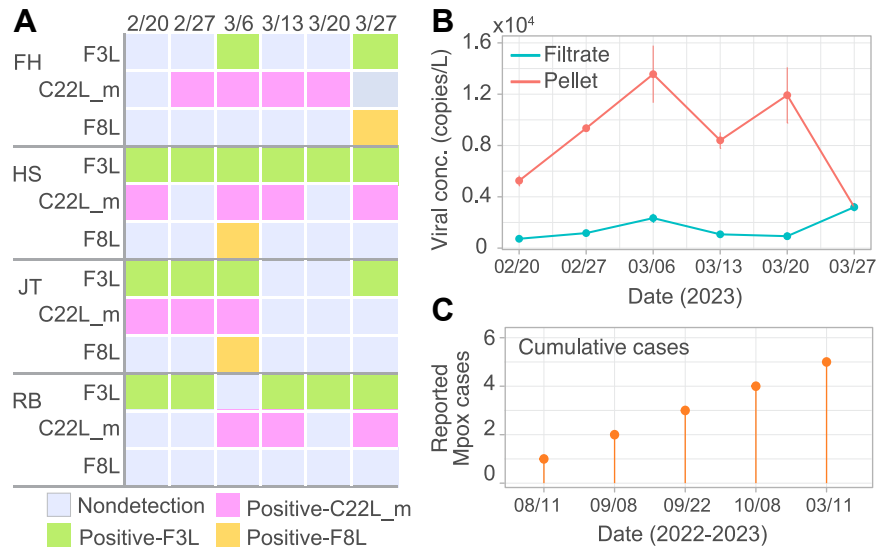 A
2/20 2/27 3/6 3/13 3/20 3/27
FH
F3L
C22L_m
F8L
HS
F3L
C22L_m
F8L
JT
F3L
C22L_m
F8L
RB
F3L
C22L_m
F8L
Nondetection
Positive-C22L_m
Positive-F3L
Positive-F8L
B
×10⁴
Viral conc. (copies/L)
1.6
1.2
0.8
0.4
0
Filtrate
Pellet
02/20 02/27 03/06 03/13 03/20 03/27
Date (2023)
C
Reported
Mpox cases
6
4
2
0
Cumulative cases
08/11 09/08 09/22 10/08 03/11
Date (2022-2023)